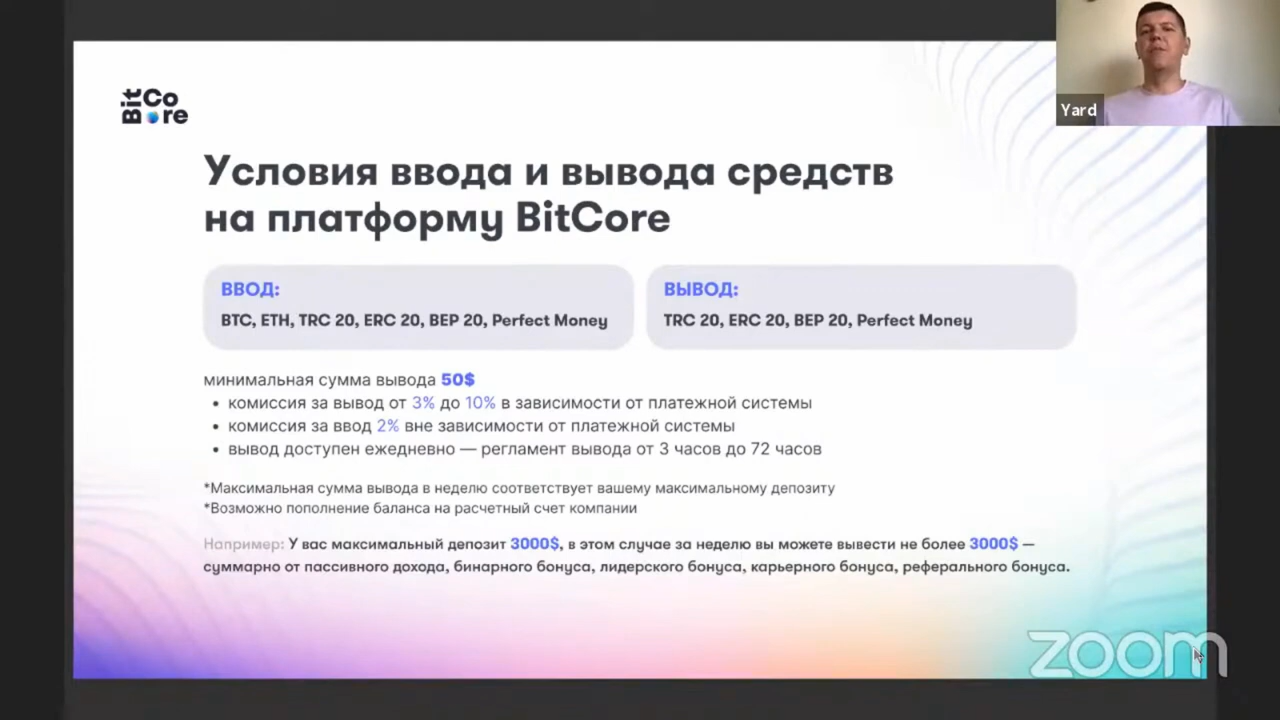 BitCo
re
Yard
Условия ввода и вывода средств
на платформу BitCore
ВВОД:
BTC, ETH, TRC 20, ERC 20, BEP 20, Perfect Money
ВЫВОД:
TRC 20, ERC 20, BEP 20, Perfect Money
минимальная сумма вывода 50$
• комиссия за вывод от 3% до 10% в зависимости от платежной системы
• комиссия за ввод 2% вне зависимости от платежной системы
• вывод доступен ежедневно — регламент вывода от 3 часов до 72 часов
*Максимальная сумма вывода в неделю соответствует вашему максимальному депозиту
*Возможно пополнение баланса на расчетный счет компании
Например: У вас максимальный депозит 3000$, в этом случае за неделю вы можете вывести не более 3000$ —
суммарно от пассивного дохода, бинарного бонуса, лидерского бонуса, карьерного бонуса, реферального бонуса.
zoom